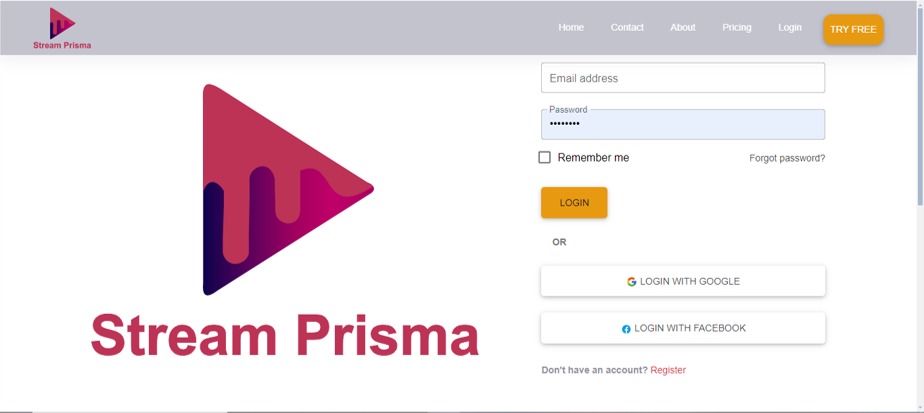 Stream Prisma
Home Contact About Pricing Login TRY FREE
Email address
Password
••••••••
Remember me Forgot password?
LOGIN
OR
LOGIN WITH GOOGLE
LOGIN WITH FACEBOOK
Don't have an account? Register
Stream Prisma